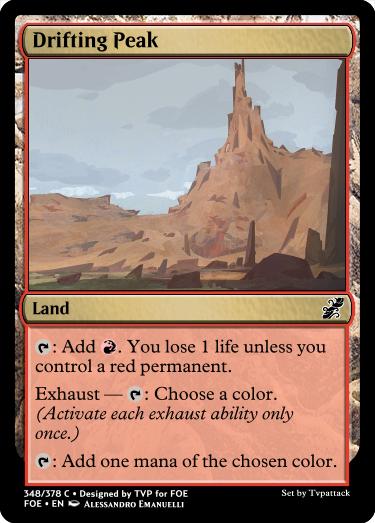 Drifting Peak
Land
: Add . You lose 1 life unless you
control a red permanent.
Exhaust — : Choose a color.
(Activate each exhaust ability only
once.)
: Add one mana of the chosen color.
348/378 C • Designed by TVP for FOE
FOE • EN Alessandro Emanuelli
Set by Tvpattack